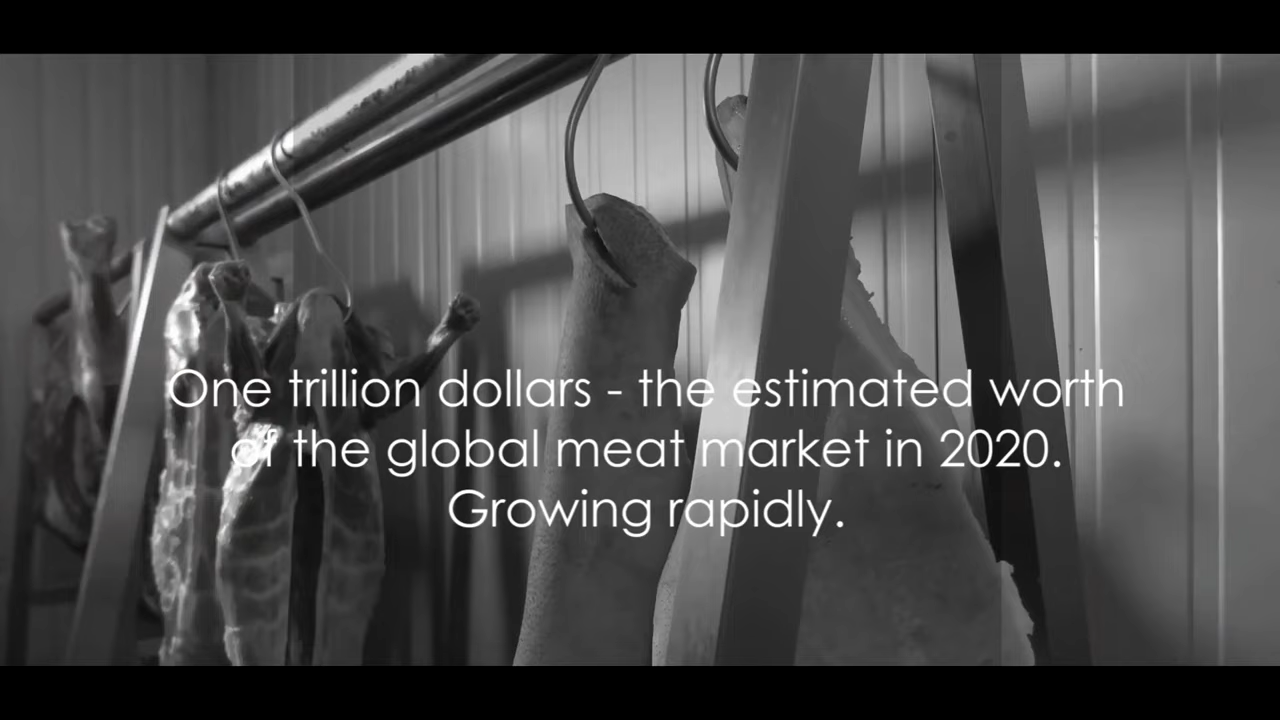 One trillion dollars - the estimated worth
of the global meat market in 2020.
Growing rapidly.